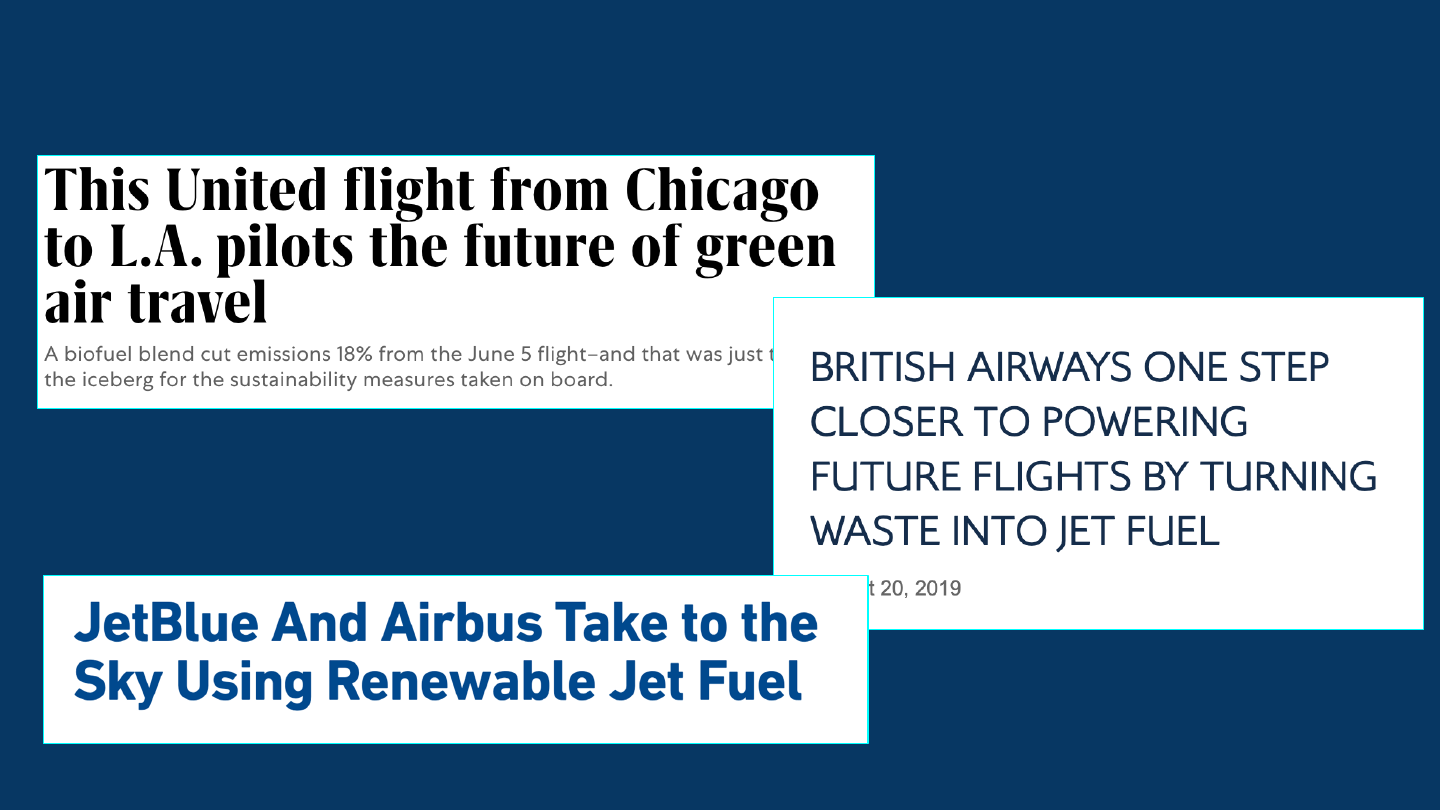 This United flight from Chicago
to L.A. pilots the future of green
air travel
A biofuel blend cut emissions 18% from the June 5 flight–and that was just
the iceberg for the sustainability measures taken on board.
BRITISH AIRWAYS ONE STEP
CLOSER TO POWERING
FUTURE FLIGHTS BY TURNING
WASTE INTO JET FUEL
20, 2019
JetBlue And Airbus Take to the
Sky Using Renewable Jet Fuel